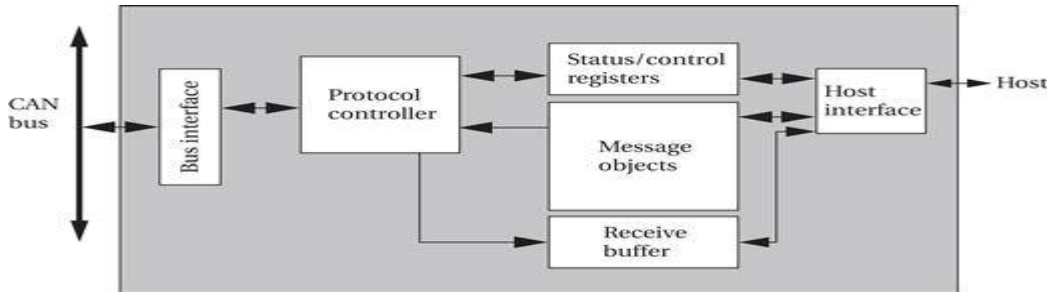 CAN
bus
Bus interface
Protocol
controller
Status/control
registers
Message
objects
Receive
buffer
Host
interface
Host